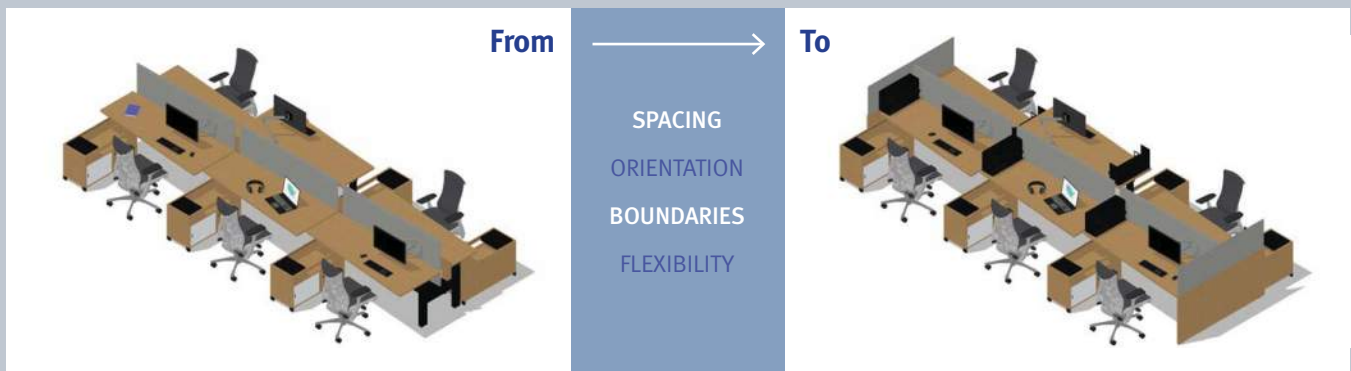 From
To
SPACING
ORIENTATION
BOUNDARIES
FLEXIBILITY